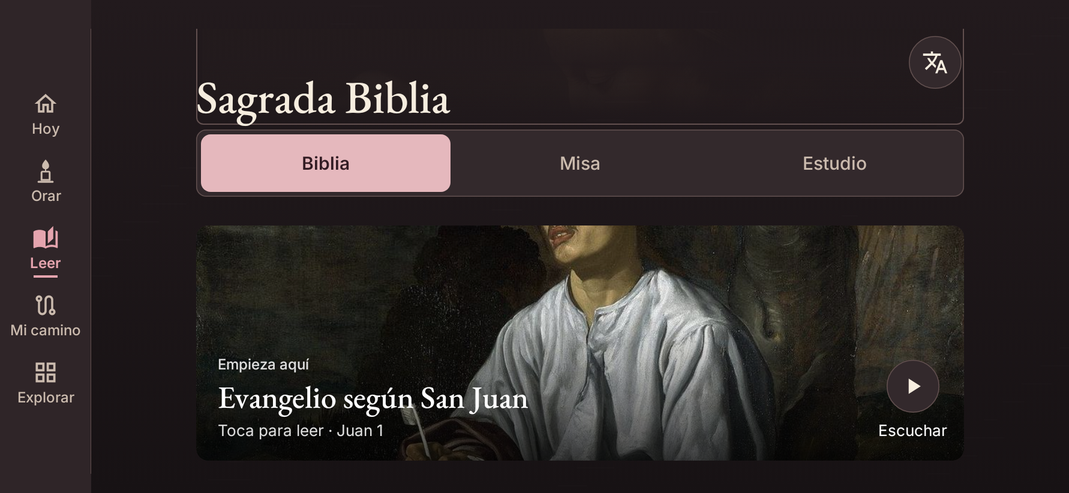 Sagrada Biblia
Biblia
Misa
Estudio
Hoy
Orar
Leer
Mi camino
Explorar
Empieza aquí
Evangelio según San Juan
Toca para leer · Juan 1
Escuchar